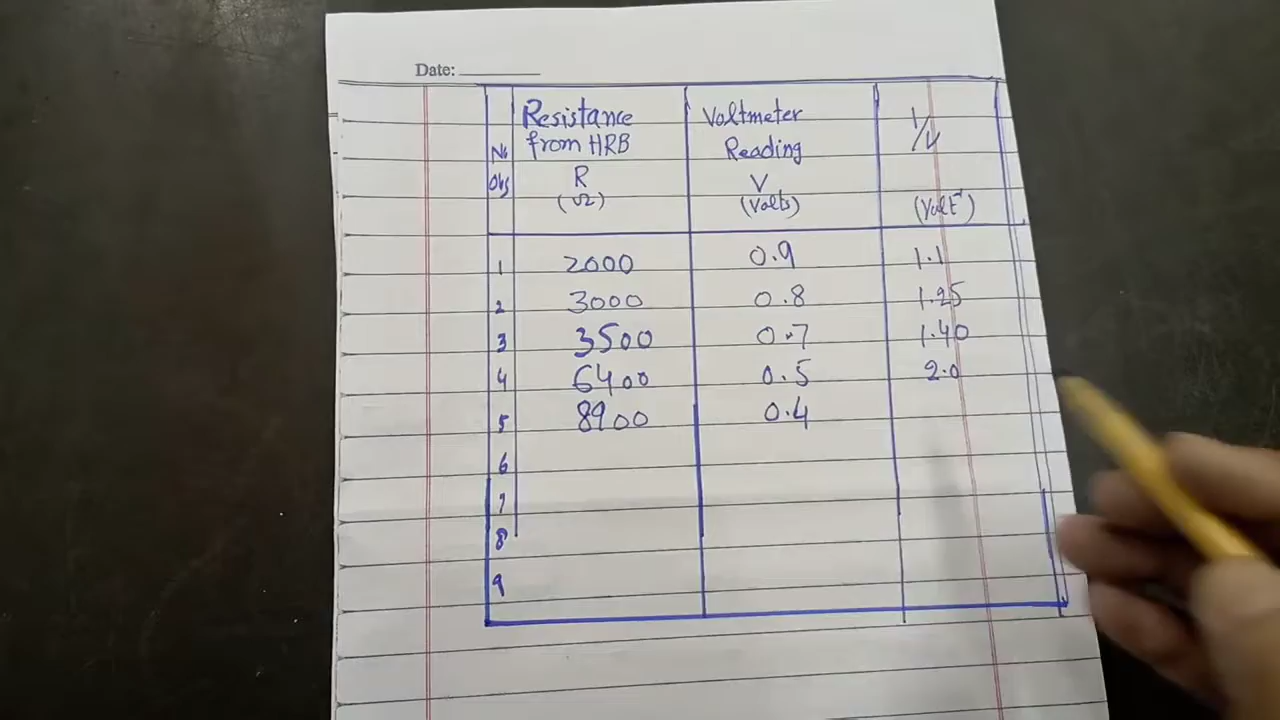 Date:
No Resistance from HRB Voltmeter Reading 1/V
Obs R (Ω) V (Volts) (Volt⁻¹)
1 2000 0.9 1.1
2 3000 0.8 1.25
3 3500 0.7 1.40
4 6400 0.5 2.0
5 8900 0.4
6
7
8
9